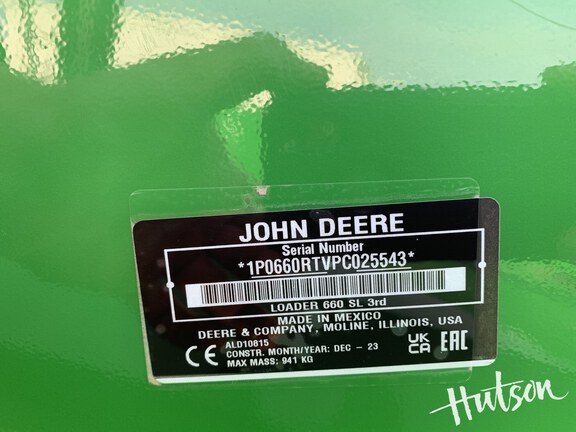 JOHN DEERE
Serial Number
*1P0660RTVPC025543*
LOADER 660 SL 3rd
MADE IN MEXICO
DEERE & COMPANY, MOLINE, ILLINOIS, USA
CE
ALD10815
CONSTR. MONTH/YEAR: DEC - 23
MAX MASS: 941 KG
UK
CA
EAC
Hutson